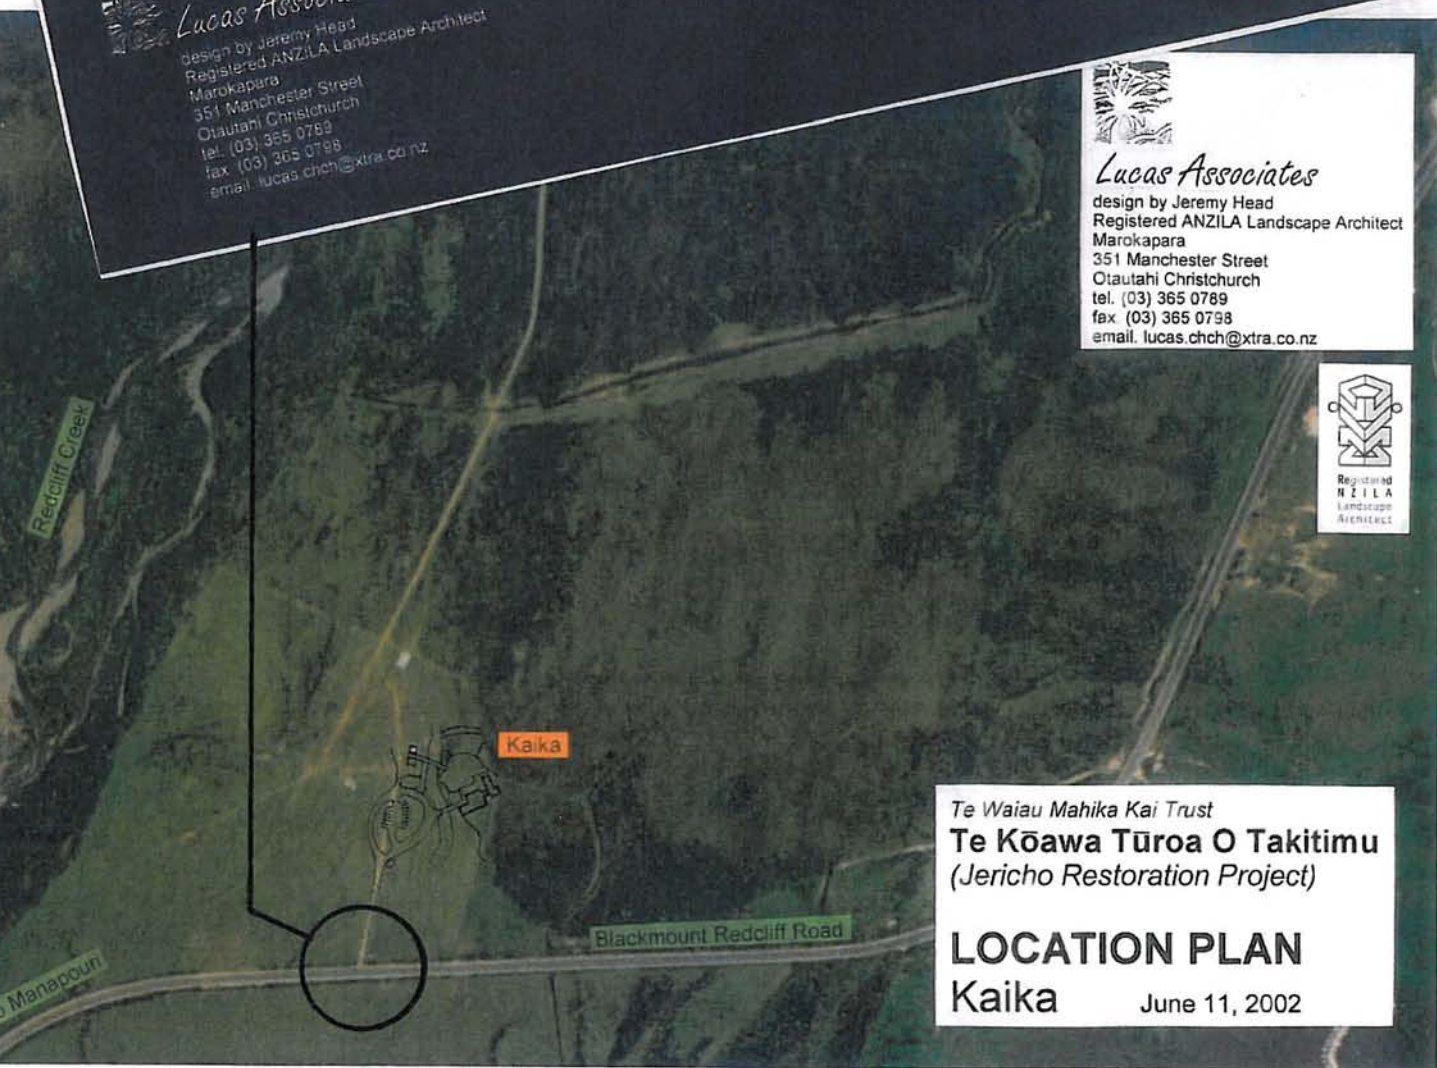 Lucas
design by Jeremy Head
Registered ANZILA Landscape Architect
Marokapara
351 Manchester Street
Otautahi Christchurch
tel. (03) 365 0789
fax (03) 365 0798
email. lucas.chch@xtra.co.nz
Lucas Associates
design by Jeremy Head
Registered ANZILA Landscape Architect
Marokapara
351 Manchester Street
Otautahi Christchurch
tel. (03) 365 0789
fax. (03) 365 0798
email. lucas.chch@xtra.co.nz
Registered
NZILA
Landscape
Architect
Redcliff Creek
Kaika
Blackmount Redcliff Road
Manapouri
Te Waiau Mahika Kai Trust
Te Kōawa Tūroa O Takitimu
(Jericho Restoration Project)
LOCATION PLAN
Kaika June 11, 2002